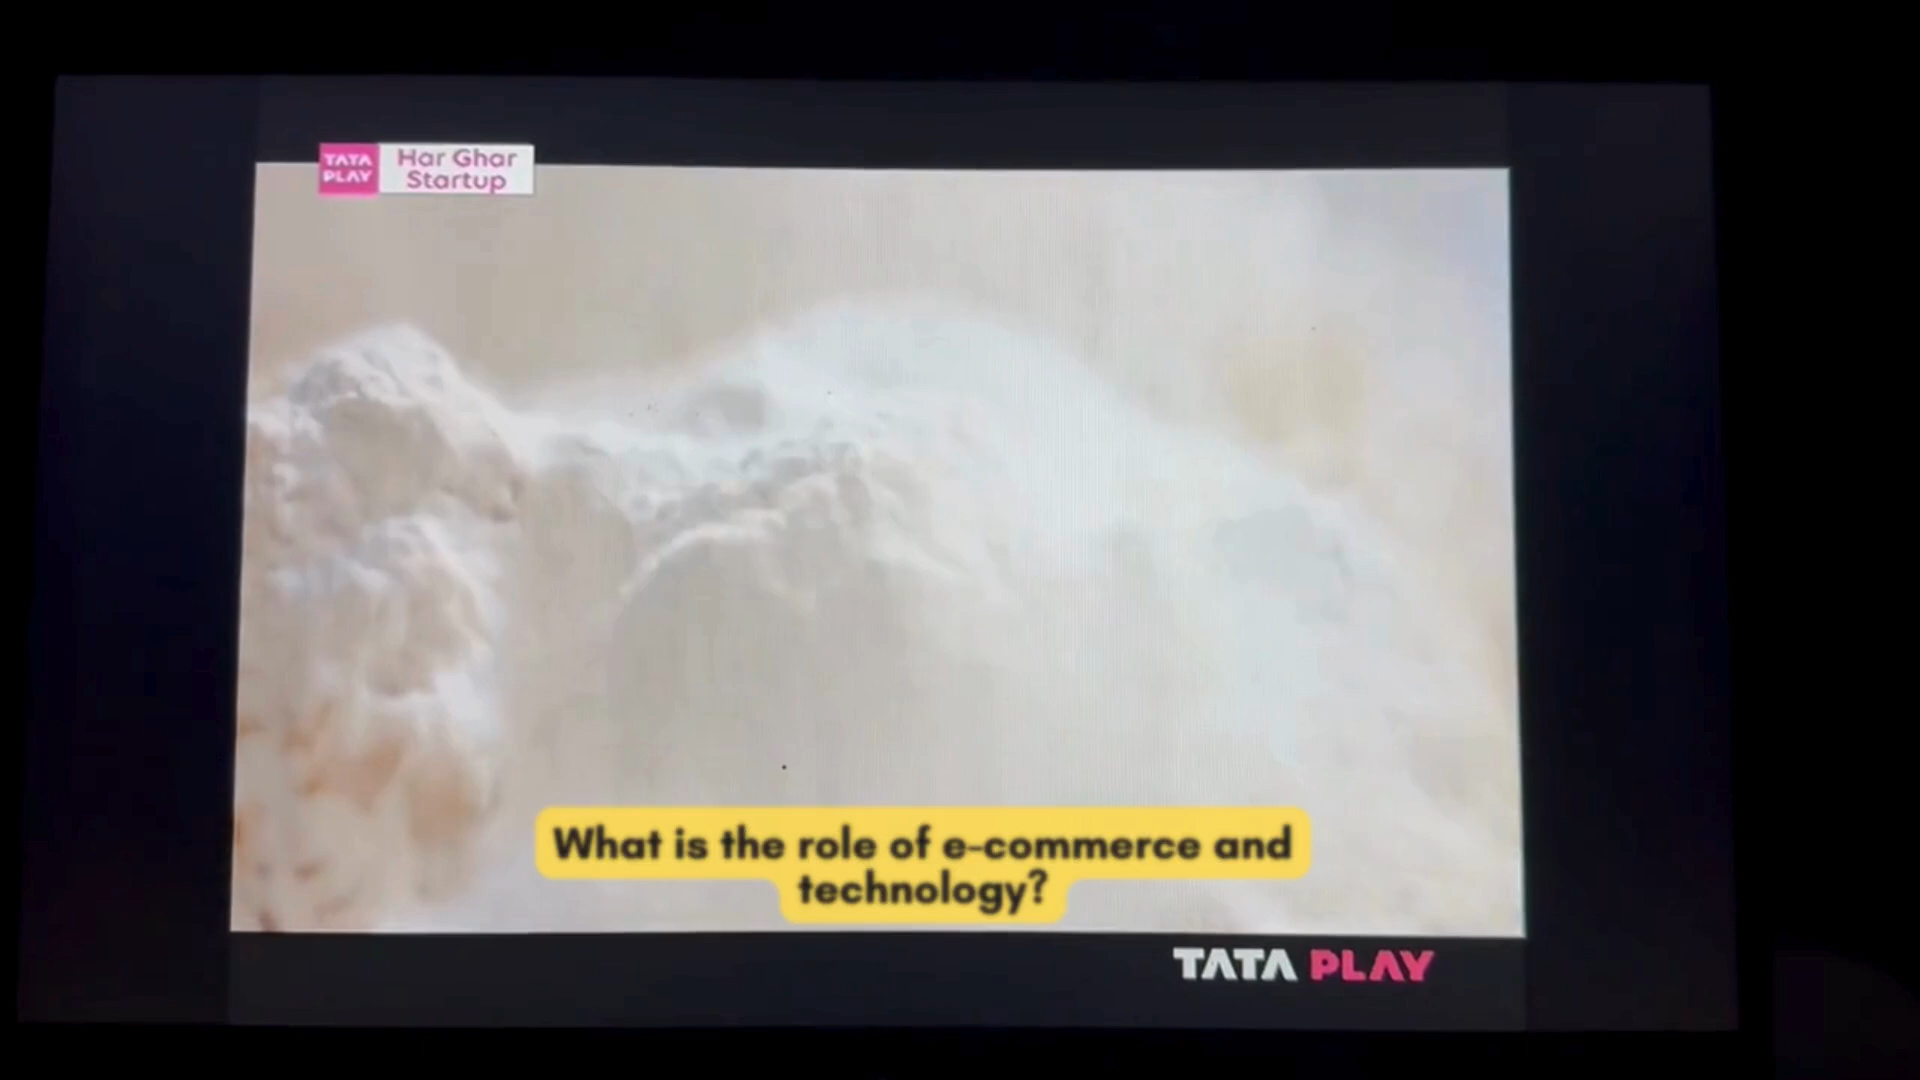 TATA
PLAY
Har Ghar
Startup
What is the role of e-commerce and
technology?
TATA PLAY